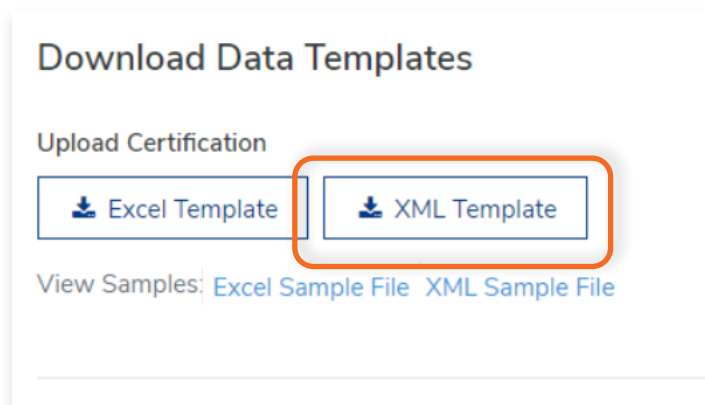 Download Data Templates
Upload Certification
Excel Template XML Template
View Samples: Excel Sample File XML Sample File